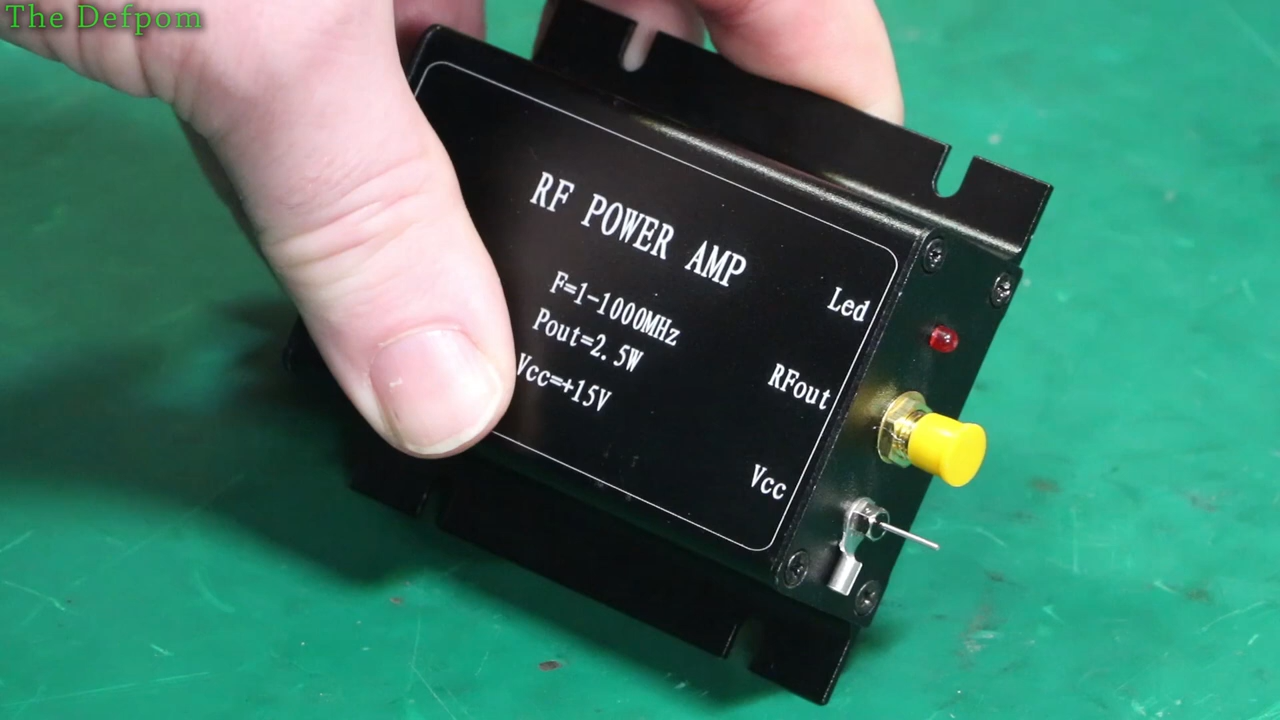 The Defpom
RF POWER AMP
F=1-1000MHz
Pout=2.5W
Vcc=+15V
Led
RFout
Vcc